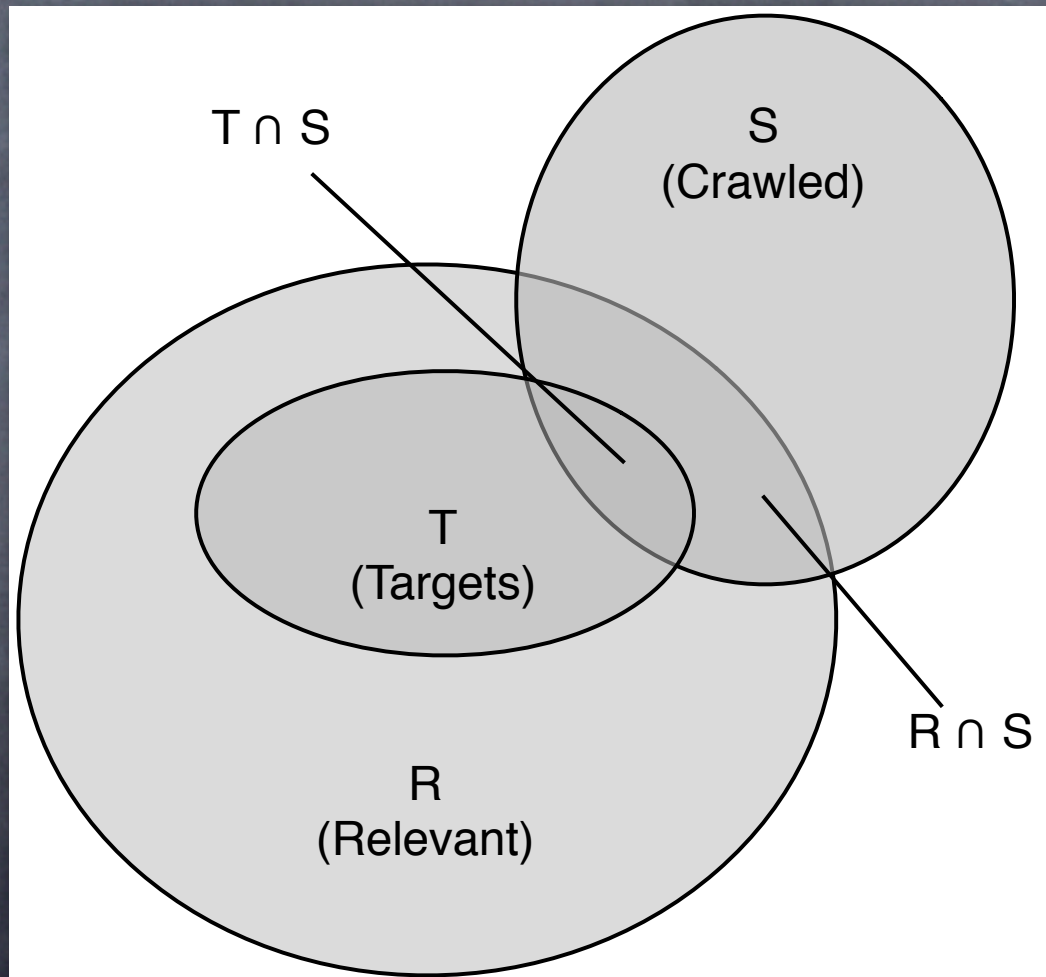 T ∩ S
S
(Crawled)
T
(Targets)
R ∩ S
R
(Relevant)